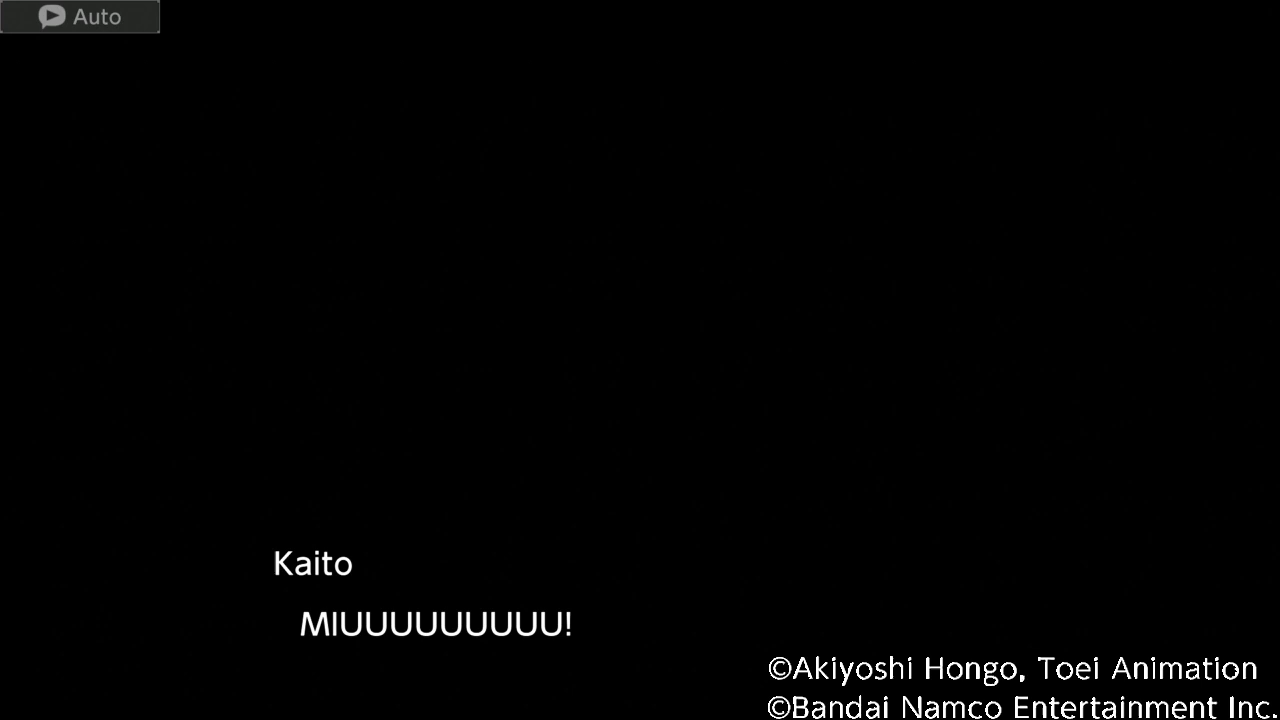 Auto
Kaito
MIUUUUUUUUU!
©Akiyoshi Hongo, Toei Animation
©Bandai Namco Entertainment Inc.